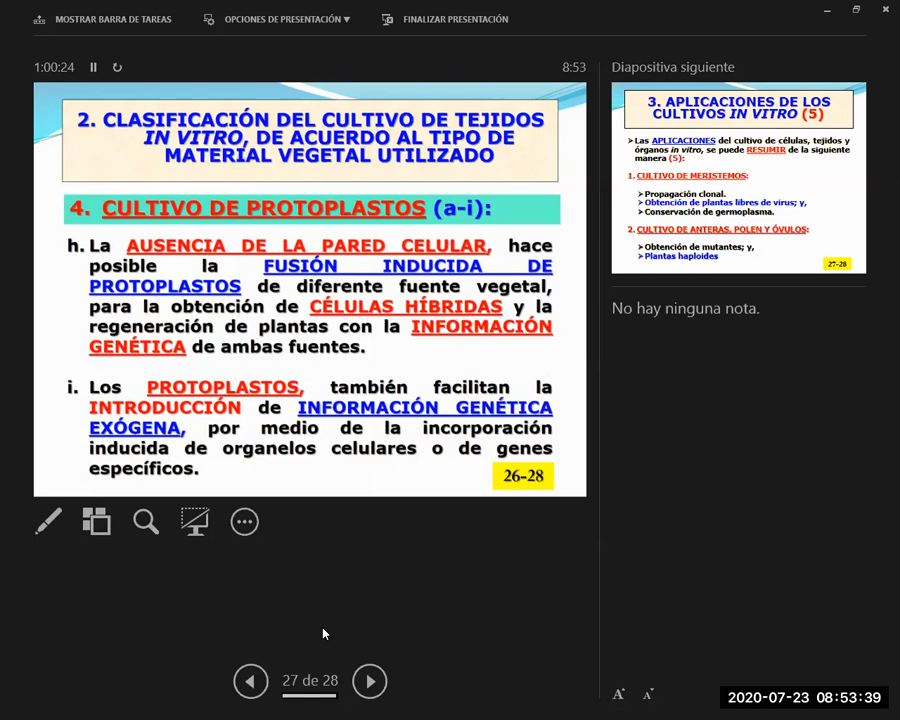 MOSTRAR BARRA DE TAREAS
OPCIONES DE PRESENTACIÓN ▼
FINALIZAR PRESENTACIÓN
1:00:24
8:53
2. CLASIFICACIÓN DEL CULTIVO DE TEJIDOS
IN VITRO, DE ACUERDO AL TIPO DE
MATERIAL VEGETAL UTILIZADO
4. CULTIVO DE PROTOPLASTOS (a-i):
h. La AUSENCIA DE LA PARED CELULAR, hace
posible la FUSIÓN INDUCIDA DE
PROTOPLASTOS de diferente fuente vegetal,
para la obtención de CÉLULAS HÍBRIDAS y la
regeneración de plantas con la INFORMACIÓN
GENÉTICA de ambas fuentes.
i. Los PROTOPLASTOS, también facilitan la
INTRODUCCIÓN de INFORMACIÓN GENÉTICA
EXÓGENA, por medio de la incorporación
inducida de organelos celulares o de genes
específicos.
26-28
27 de 28
Diapositiva siguiente
3. APLICACIONES DE LOS
CULTIVOS IN VITRO (5)
➢Las APLICACIONES del cultivo de células, tejidos y
órganos in vitro, se puede RESUMIR de la siguiente
manera (5):
1. CULTIVO DE MERISTEMOS:
➢Propagación clonal.
➢Obtención de plantas libres de virus; y,
➢Conservación de germoplasma.
2. CULTIVO DE ANTERAS, POLEN Y ÓVULOS:
➢Obtención de mutantes; y,
➢Plantas haploides
27-28
No hay ninguna nota.
A A
2020-07-23 08:53:39